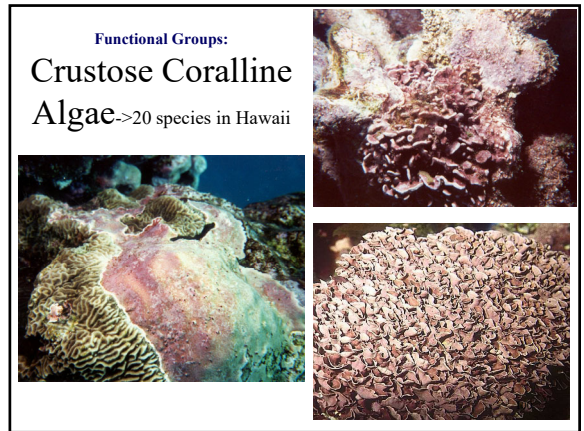 Functional Groups:
Crustose Coralline
Algae->20 species in Hawaii